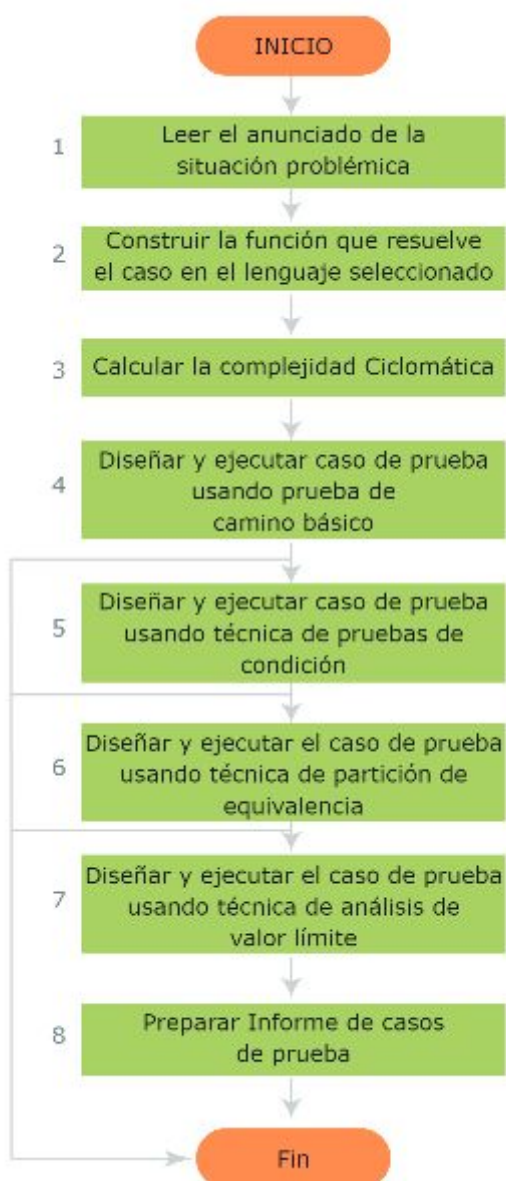 INICIO
1
Leer el anunciado de la
situación problémica
2
Construir la función que resuelve
el caso en el lenguaje seleccionado
3
Calcular la complejidad Ciclomática
4
Diseñar y ejecutar caso de prueba
usando prueba de
camino básico
5
Diseñar y ejecutar caso de prueba
usando técnica de pruebas de
condición
6
Diseñar y ejecutar el caso de prueba
usando técnica de partición de
equivalencia
7
Diseñar y ejecutar el caso de prueba
usando técnica de análisis de
valor límite
8
Preparar Informe de casos
de prueba
Fin